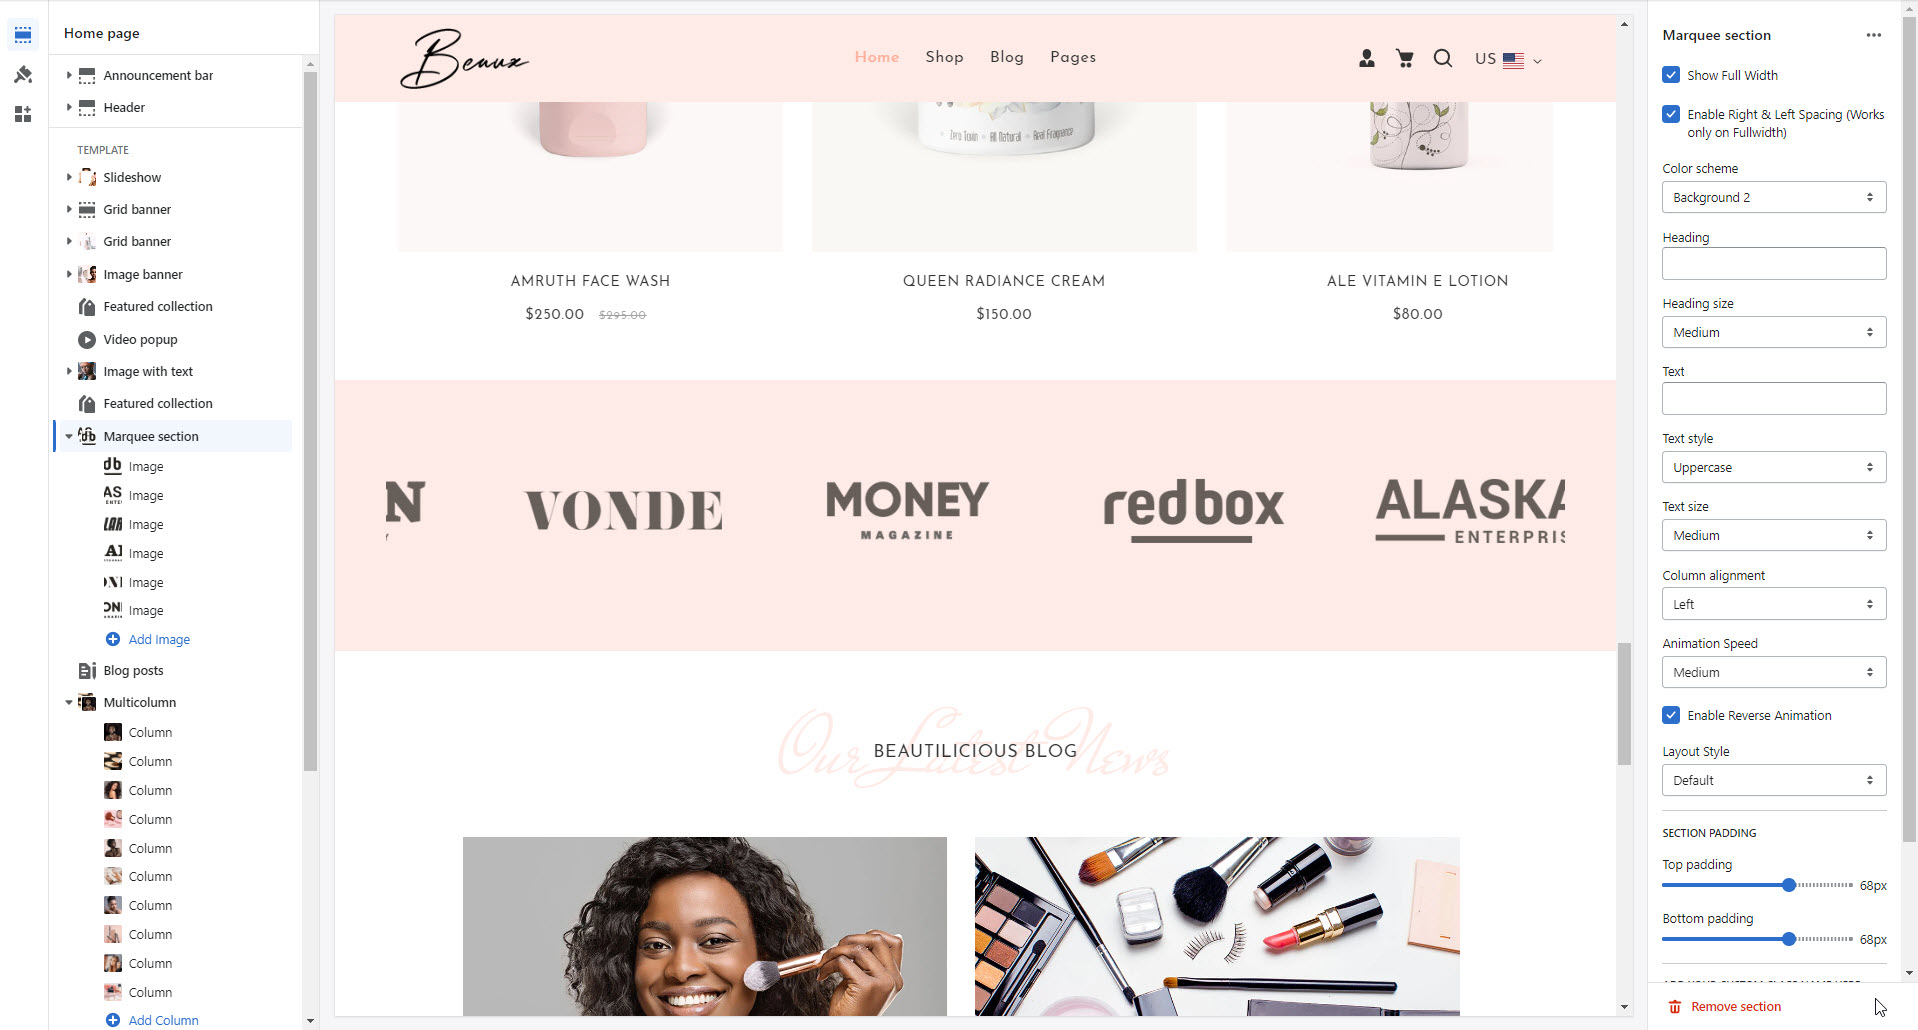 Home page
Announcement bar
Header
TEMPLATE
Slideshow
Grid banner
Grid banner
Image banner
Featured collection
Video popup
Image with text
Featured collection
Marquee section
Image
Image
Image
Image
Image
Image
Add Image
Blog posts
Multicolumn
Column
Column
Column
Column
Column
Column
Column
Column
Column
Column
Add Column
Beaux
Home Shop Blog Pages
US
Zero Toxin All Natural Real Fragrance
AMRUTH FACE WASH
$250.00 $295.00
QUEEN RADIANCE CREAM
$150.00
ALE VITAMIN E LOTION
$80.00
N
VONDE
MONEY
MAGAZINE
redbox
ALASKA
ENTERPRIS
Our Latest News
BEAUTILICIOUS BLOG
Marquee section
Show Full Width
Enable Right & Left Spacing (Works
only on Fullwidth)
Color scheme
Background 2
Heading
Heading size
Medium
Text
Text style
Uppercase
Text size
Medium
Column alignment
Left
Animation Speed
Medium
Enable Reverse Animation
Layout Style
Default
SECTION PADDING
Top padding
68px
Bottom padding
68px
Remove section